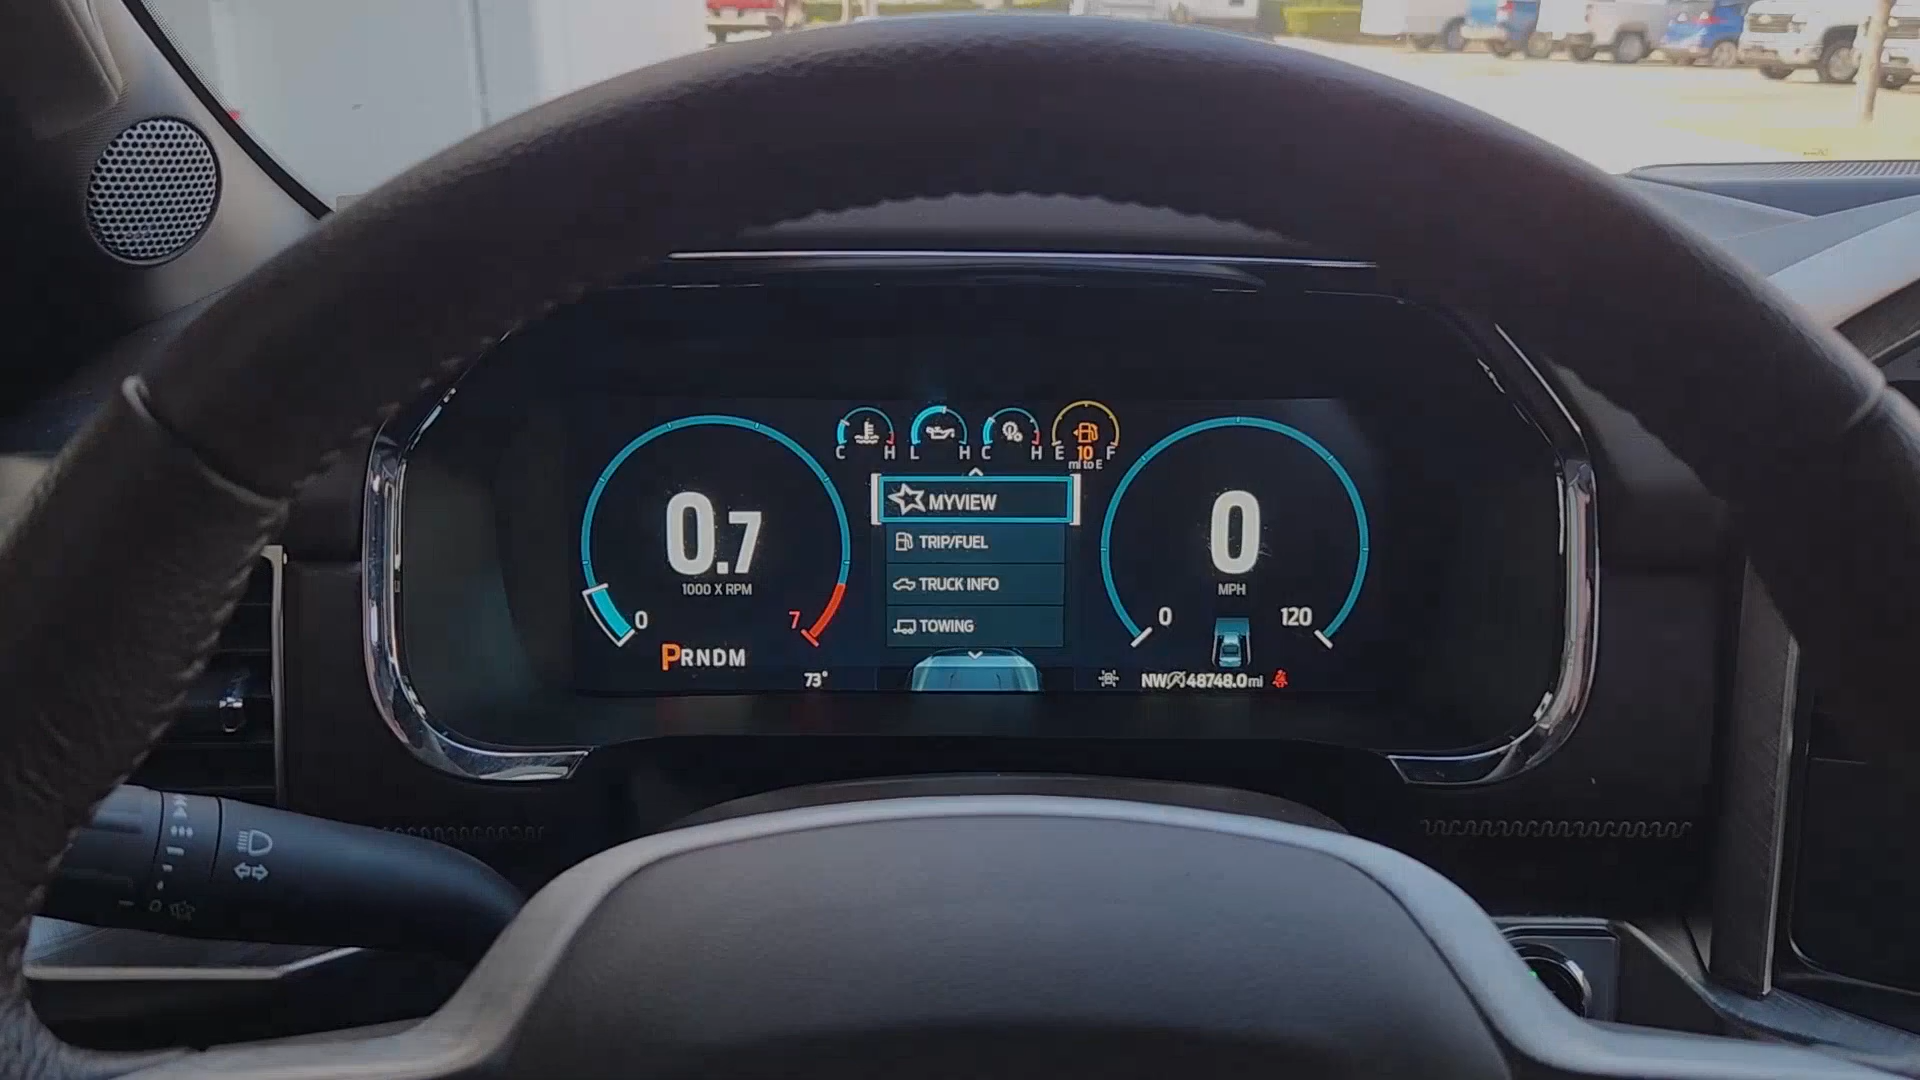 C H L H C H E 10 F
mi to E
MYVIEW
TRIP/FUEL
TRUCK INFO
TOWING
0.7
1000 X RPM
0 7
PRNDM
73°
0
MPH
0 120
NW 48748.0mi